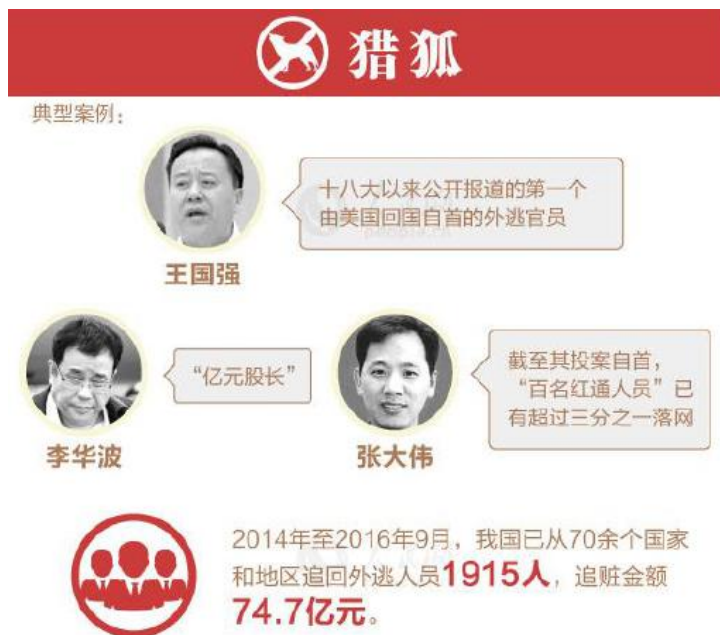 猎狐
典型案例：
十八大以来公开报道的第一个
由美国回国自首的外逃官员
王国强
“亿元股长”
李华波
截至其投案自首，
“百名红通人员”已
有超过三分之一落网
张大伟
2014年至2016年9月，我国已从70余个国家
和地区追回外逃人员1915人，追赃金额
74.7亿元。